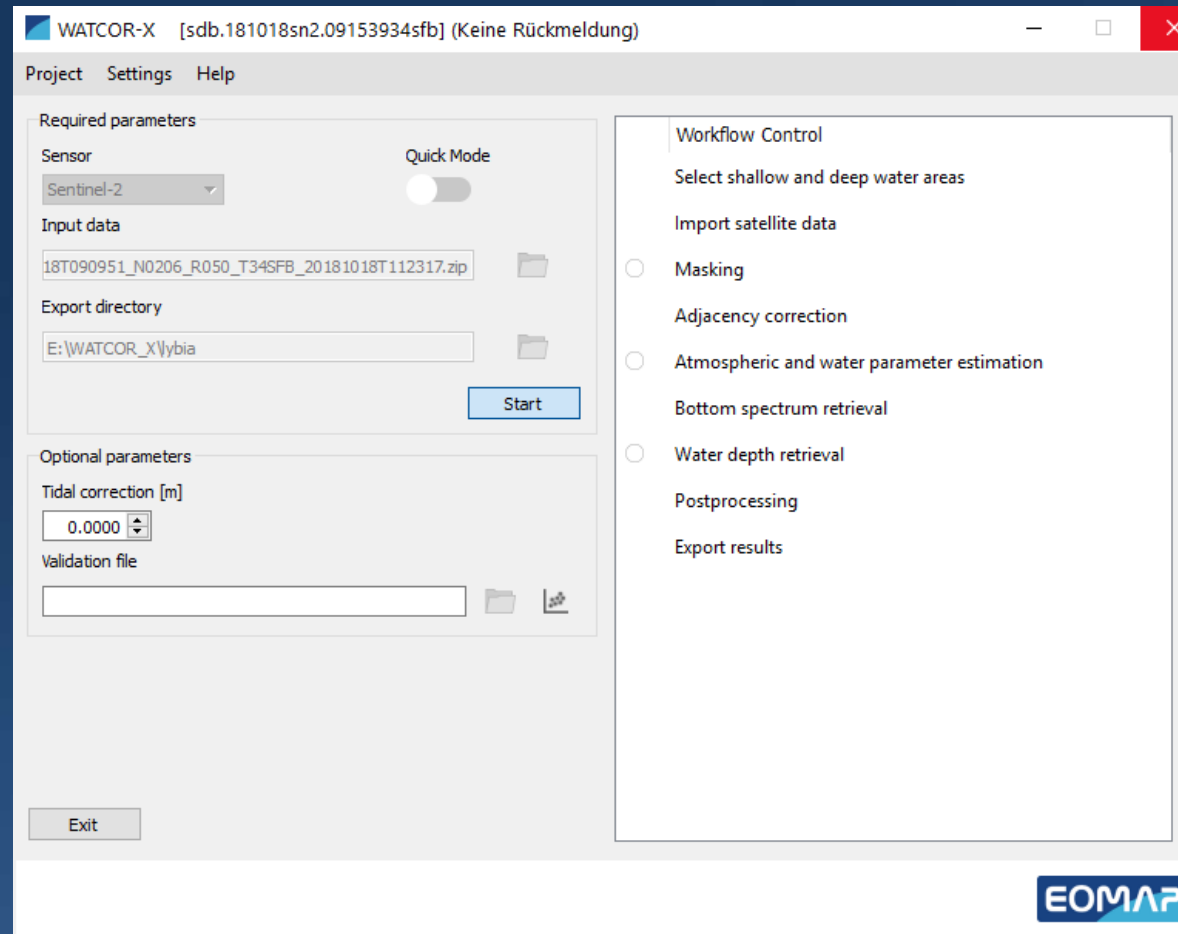 WATCOR-X [sdb.181018sn2.09153934sfb] (Keine Rückmeldung)
Project Settings Help
Required parameters
Sensor
Quick Mode
Sentinel-2
Input data
18T090951_N0206_R050_T34SFB_20181018T112317.zip
Export directory
E:\WATCOR_X\lybia
Start
Optional parameters
Tidal correction [m]
0.0000
Validation file
Exit
Workflow Control
Select shallow and deep water areas
Import satellite data
Masking
Adjacency correction
Atmospheric and water parameter estimation
Bottom spectrum retrieval
Water depth retrieval
Postprocessing
Export results
EOMAP